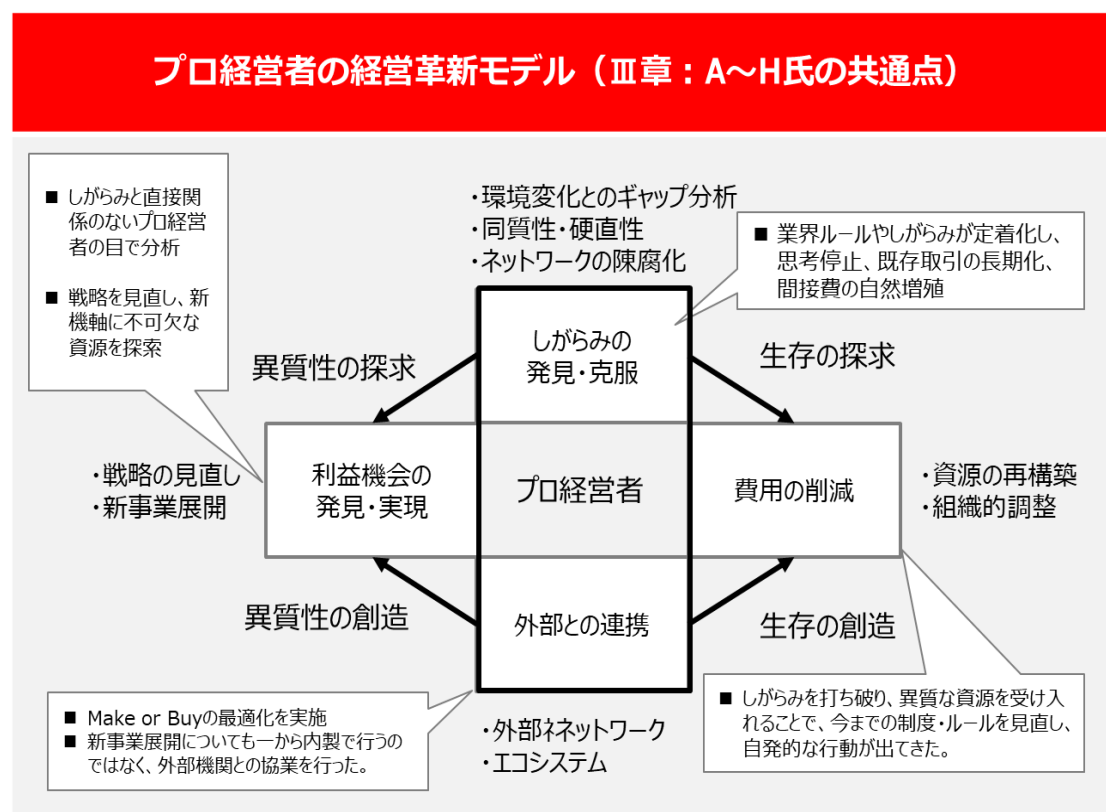 プロ経営者の経営革新モデル（Ⅲ章：A～H氏の共通点）
■ しがらみと直接関
係のないプロ経営
者の目で分析
■ 戦略を見直し、新
機軸に不可欠な
資源を探索
・環境変化とのギャップ分析
・同質性・硬直性
・ネットワークの陳腐化
■ 業界ルールやしがらみが定着化し、
思考停止、既存取引の長期化、
間接費の自然増殖
しがらみの
発見・克服
異質性の探求
生存の探求
・戦略の見直し
・新事業展開
利益機会の
発見・実現
プロ経営者
費用の削減
・資源の再構築
・組織的調整
異質性の創造
外部との連携
生存の創造
■ Make or Buyの最適化を実施
■ 新事業展開についても一から内製で行うの
ではなく、外部機関との協業を行った。
・外部ネネットワーク
・エコシステム
■ しがらみを打ち破り、異質な資源を受け入
れることで、今までの制度・ルールを見直し、
自発的な行動が出てきた。